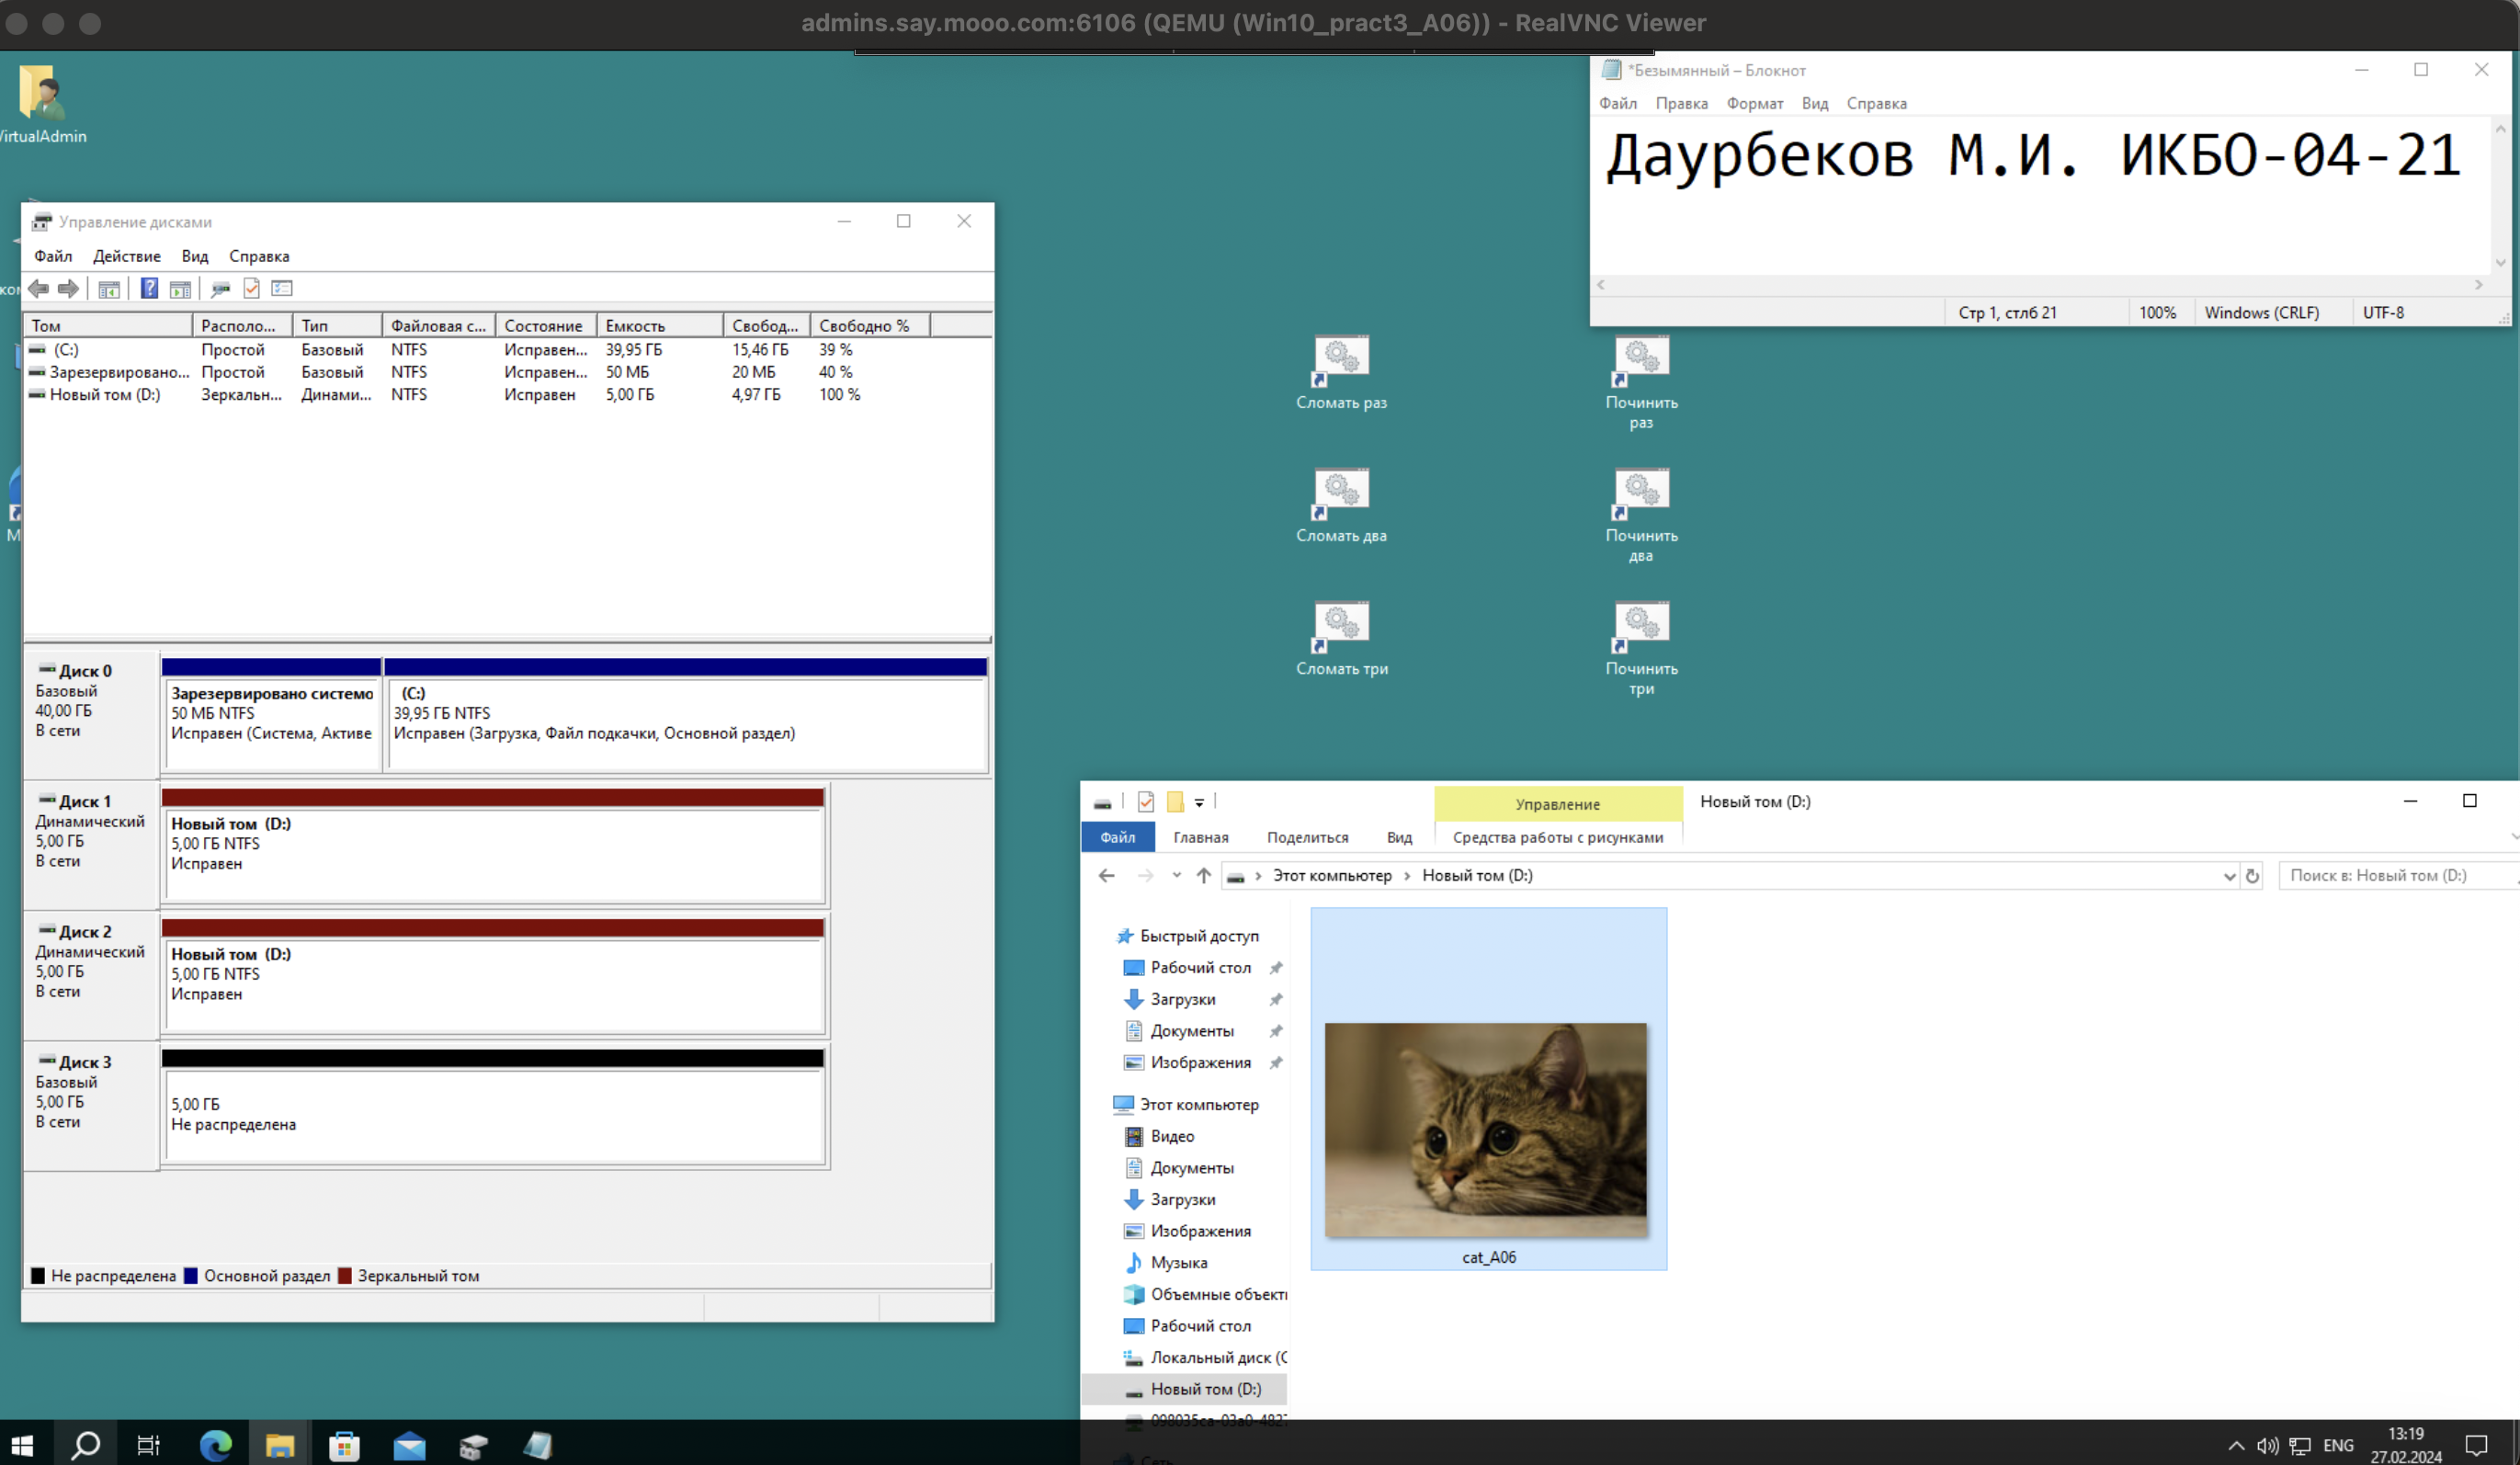 admins.say.mooo.com:6106 (QEMU (Win10_pract3_A06)) - RealVNC Viewer
VirtualAdmin
*Безымянный – Блокнот
Файл Правка Формат Вид Справка
Даурбеков М.И. ИКБО-04-21
Стр 1, стлб 21 100% Windows (CRLF) UTF-8
Управление дисками
Файл Действие Вид Справка
Том Располо... Тип Файловая с... Состояние Емкость Свобод... Свободно %
(C:) Простой Базовый NTFS Исправен... 39,95 ГБ 15,46 ГБ 39 %
Зарезервировано... Простой Базовый NTFS Исправен... 50 МБ 20 МБ 40 %
Новый том (D:) Зеркальн... Динами... NTFS Исправен 5,00 ГБ 4,97 ГБ 100 %
Диск 0
Базовый
40,00 ГБ
В сети
Зарезервировано системо
50 МБ NTFS
Исправен (Система, Активе
(C:)
39,95 ГБ NTFS
Исправен (Загрузка, Файл подкачки, Основной раздел)
Диск 1
Динамический
5,00 ГБ
В сети
Новый том (D:)
5,00 ГБ NTFS
Исправен
Диск 2
Динамический
5,00 ГБ
В сети
Новый том (D:)
5,00 ГБ NTFS
Исправен
Диск 3
Базовый
5,00 ГБ
В сети
5,00 ГБ
Не распределена
Не распределена Основной раздел Зеркальный том
Сломать раз
Починить
раз
Сломать два
Починить
два
Сломать три
Починить
три
Управление Новый том (D:)
Файл Главная Поделиться Вид Средства работы с рисунками
Этот компьютер › Новый том (D:) Поиск в: Новый том (D:)
Быстрый доступ
Рабочий стол
Загрузки
Документы
Изображения
Этот компьютер
Видео
Документы
Загрузки
Изображения
Музыка
Объемные объект
Рабочий стол
Локальный диск (C
Новый том (D:)
cat_A06
ENG
13:19
27.02.2024